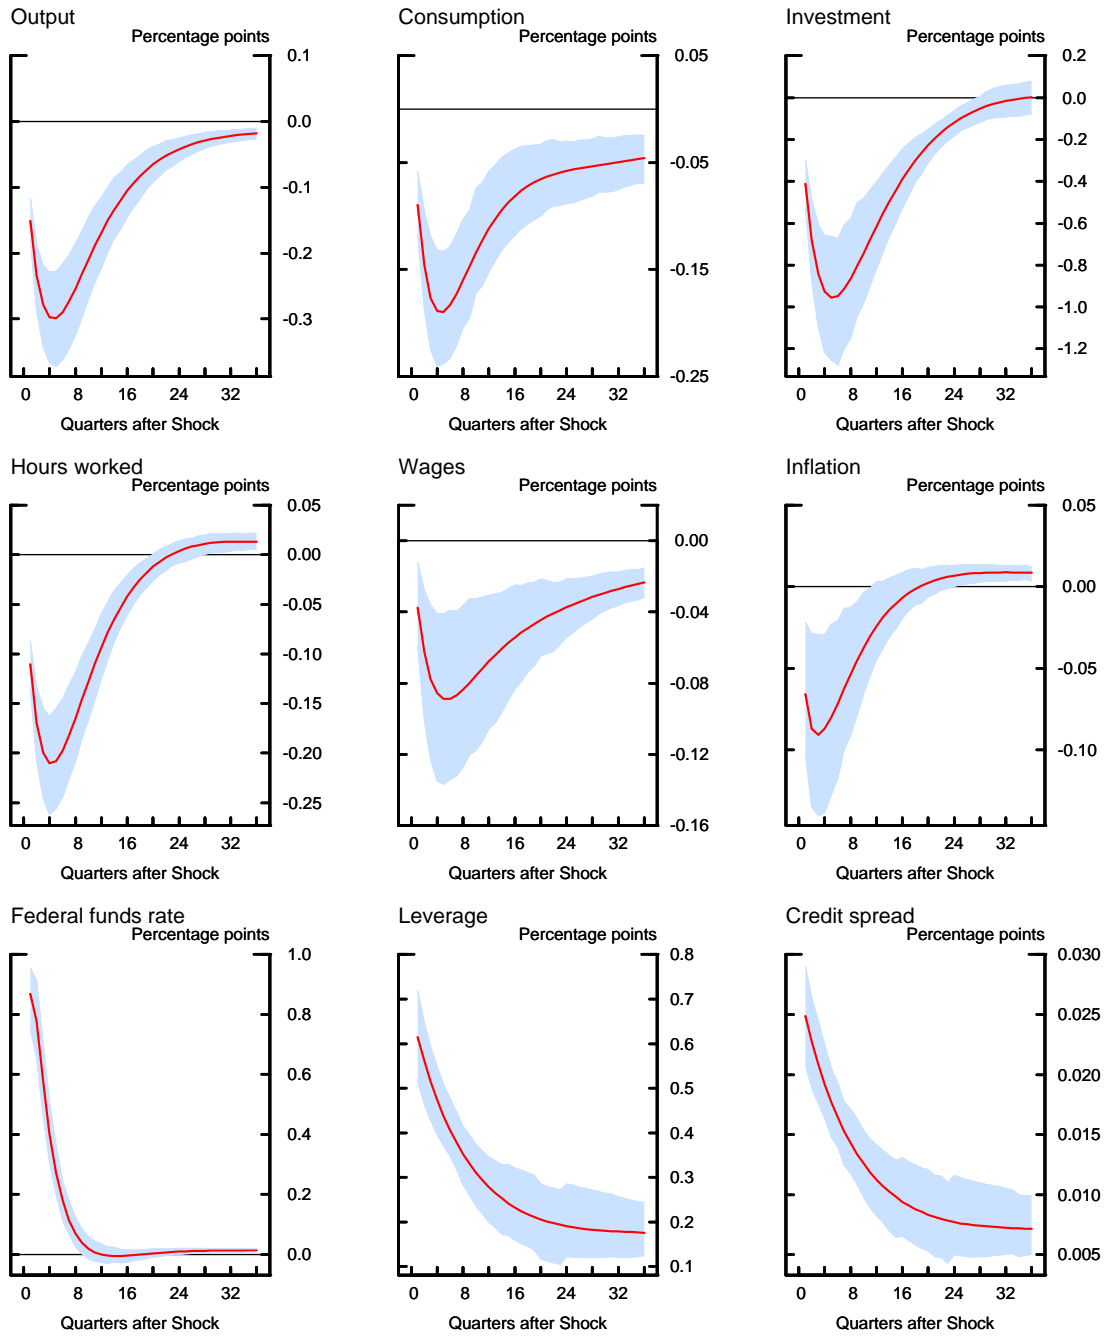 Output Consumption Investment
Percentage points Percentage points Percentage points
0.1 0.05 0.2
0.0 -0.05 0.0
-0.1 -0.15 -0.2
-0.2 -0.25 -0.4
-0.3 -0.6
-0.8
-1.0
-1.2
0 8 16 24 32 0 8 16 24 32 0 8 16 24 32
Quarters after Shock Quarters after Shock Quarters after Shock
Hours worked Wages Inflation
Percentage points Percentage points Percentage points
0.05 0.00 0.05
0.00 -0.04 0.00
-0.05 -0.08 -0.05
-0.10 -0.12 -0.10
-0.15 -0.16
-0.20
-0.25
0 8 16 24 32 0 8 16 24 32 0 8 16 24 32
Quarters after Shock Quarters after Shock Quarters after Shock
Federal funds rate Leverage Credit spread
Percentage points Percentage points Percentage points
1.0 0.8 0.030
0.8 0.7 0.025
0.6 0.6 0.020
0.4 0.5 0.015
0.2 0.4 0.010
0.0 0.3 0.005
0.2
0.1
0 8 16 24 32 0 8 16 24 32 0 8 16 24 32
Quarters after Shock Quarters after Shock Quarters after Shock